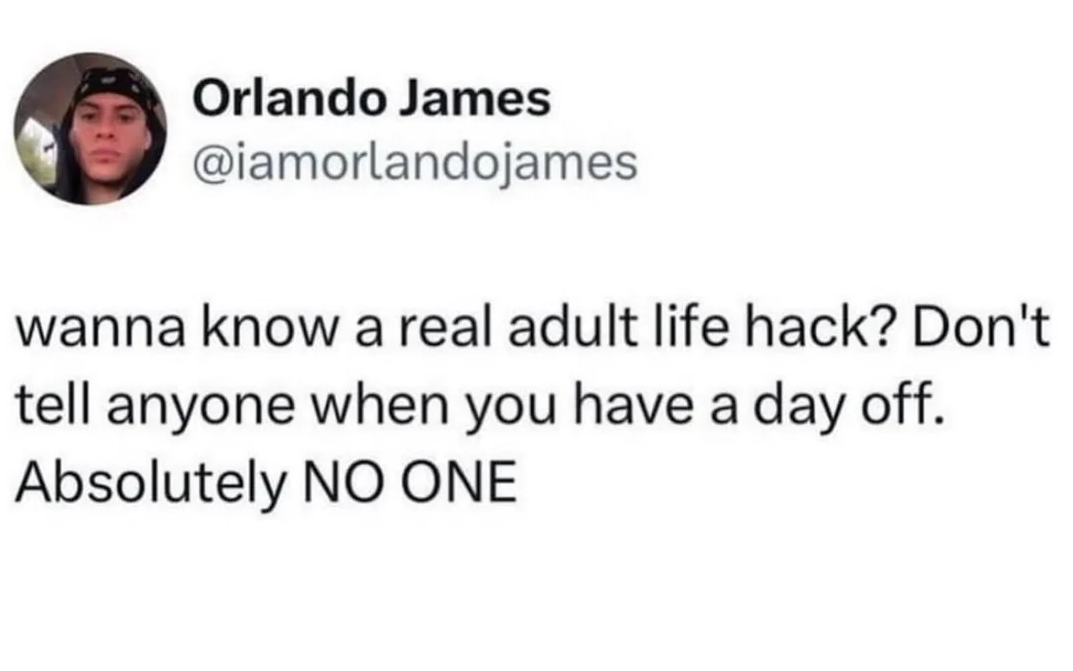 Orlando James
@iamorlandojames
wanna know a real adult life hack? Don't
tell anyone when you have a day off.
Absolutely NO ONE